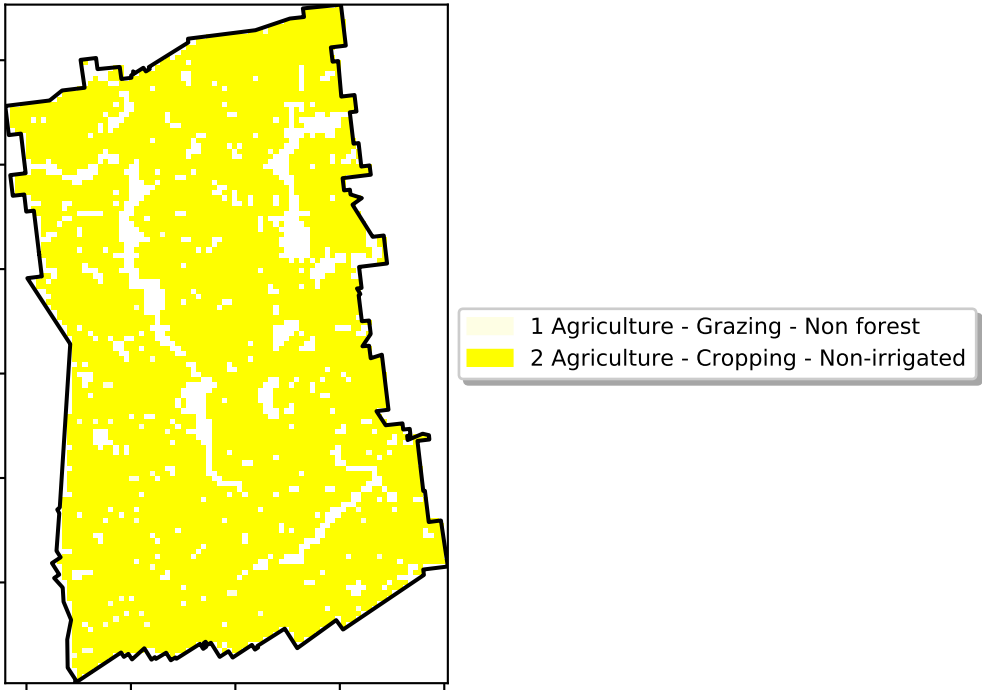 1 Agriculture - Grazing - Non forest
2 Agriculture - Cropping - Non-irrigated